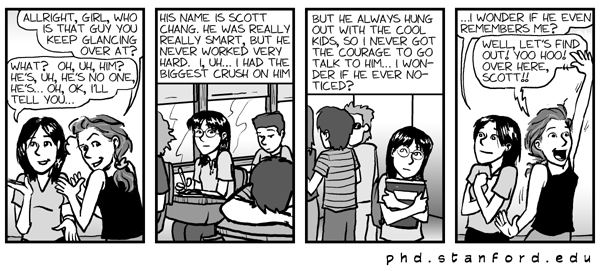 ALLRIGHT, GIRL, WHO
IS THAT GUY YOU
KEEP GLANCING
OVER AT?
WHAT? OH, UH, HIM?
HE'S, UH, HE'S NO ONE,
HE'S... OH, OK, I'LL
TELL YOU...
HIS NAME IS SCOTT
CHANG. HE WAS REALLY
REALLY SMART, BUT HE
NEVER WORKED VERY
HARD. I, UH... I HAD THE
BIGGEST CRUSH ON HIM
BUT HE ALWAYS HUNG
OUT WITH THE COOL
KIDS, SO I NEVER GOT
THE COURAGE TO GO
TALK TO HIM... I WON-
DER IF HE EVER NO-
TICED?
...I WONDER IF HE EVEN
REMEMBERS ME?
WELL, LET'S FIND
OUT! YOO HOO!
OVER HERE,
SCOTT!!
phd.stanford.edu